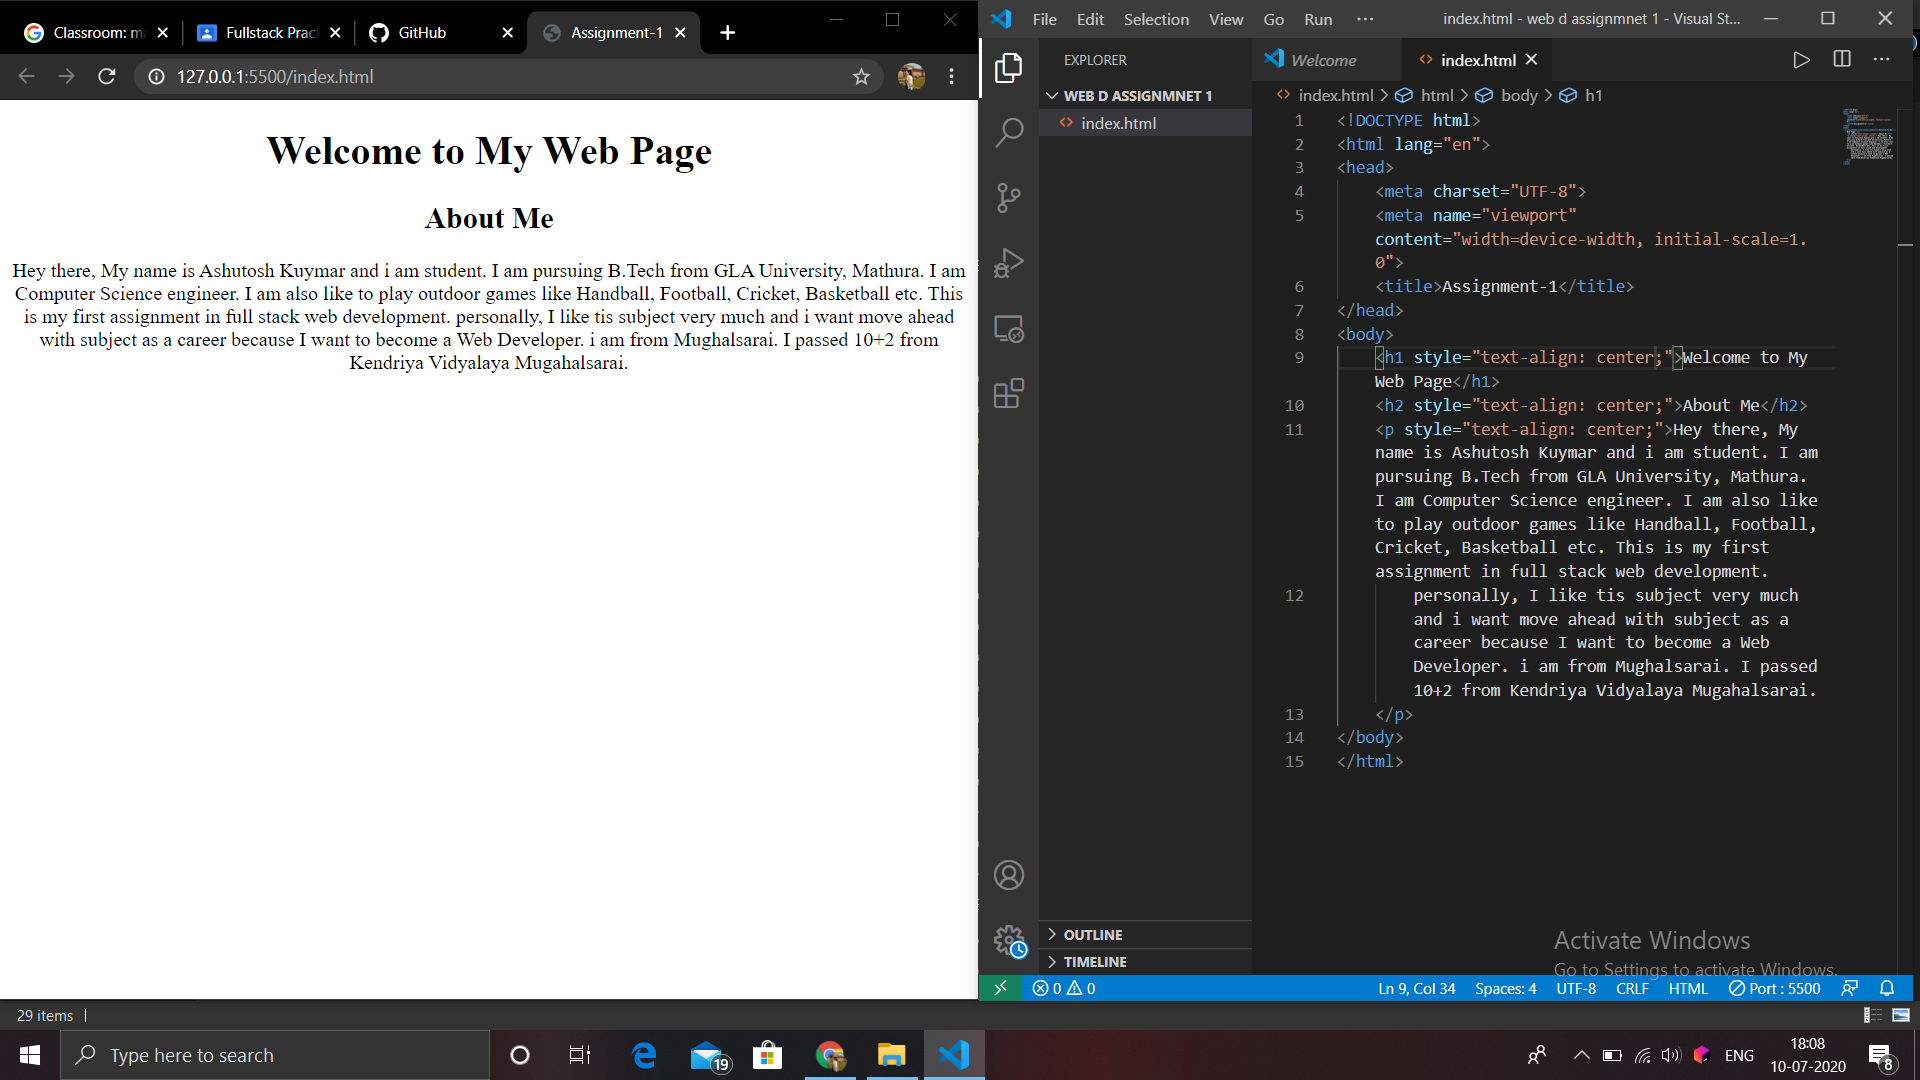 Classroom: m
Fullstack Pract
GitHub
Assignment-1
127.0.0.1:5500/index.html
Welcome to My Web Page
About Me
Hey there, My name is Ashutosh Kuymar and i am student. I am pursuing B.Tech from GLA University, Mathura. I am
Computer Science engineer. I am also like to play outdoor games like Handball, Football, Cricket, Basketball etc. This
is my first assignment in full stack web development. personally, I like tis subject very much and i want move ahead
with subject as a career because I want to become a Web Developer. i am from Mughalsarai. I passed 10+2 from
Kendriya Vidyalaya Mugahalsarai.
File Edit Selection View Go Run ··· index.html - web d assignmnet 1 - Visual St...
EXPLORER
WEB D ASSIGNMNET 1
index.html
Welcome
index.html
index.html > html > body > h1
1 <!DOCTYPE html>
2 <html lang="en">
3 <head>
4 <meta charset="UTF-8">
5 <meta name="viewport"
content="width=device-width, initial-scale=1.
0">
6 <title>Assignment-1</title>
7 </head>
8 <body>
9 <h1 style="text-align: center;">Welcome to My
Web Page</h1>
10 <h2 style="text-align: center;">About Me</h2>
11 <p style="text-align: center;">Hey there, My
name is Ashutosh Kuymar and i am student. I am
pursuing B.Tech from GLA University, Mathura.
I am Computer Science engineer. I am also like
to play outdoor games like Handball, Football,
Cricket, Basketball etc. This is my first
assignment in full stack web development.
12 personally, I like tis subject very much
and i want move ahead with subject as a
career because I want to become a Web
Developer. i am from Mughalsarai. I passed
10+2 from Kendriya Vidyalaya Mugahalsarai.
13 </p>
14 </body>
15 </html>
OUTLINE
TIMELINE
Activate Windows
Go to Settings to activate Windows.
0 0
Ln 9, Col 34 Spaces: 4 UTF-8 CRLF HTML Port : 5500
29 items
Type here to search
19
ENG
18:08
10-07-2020
8